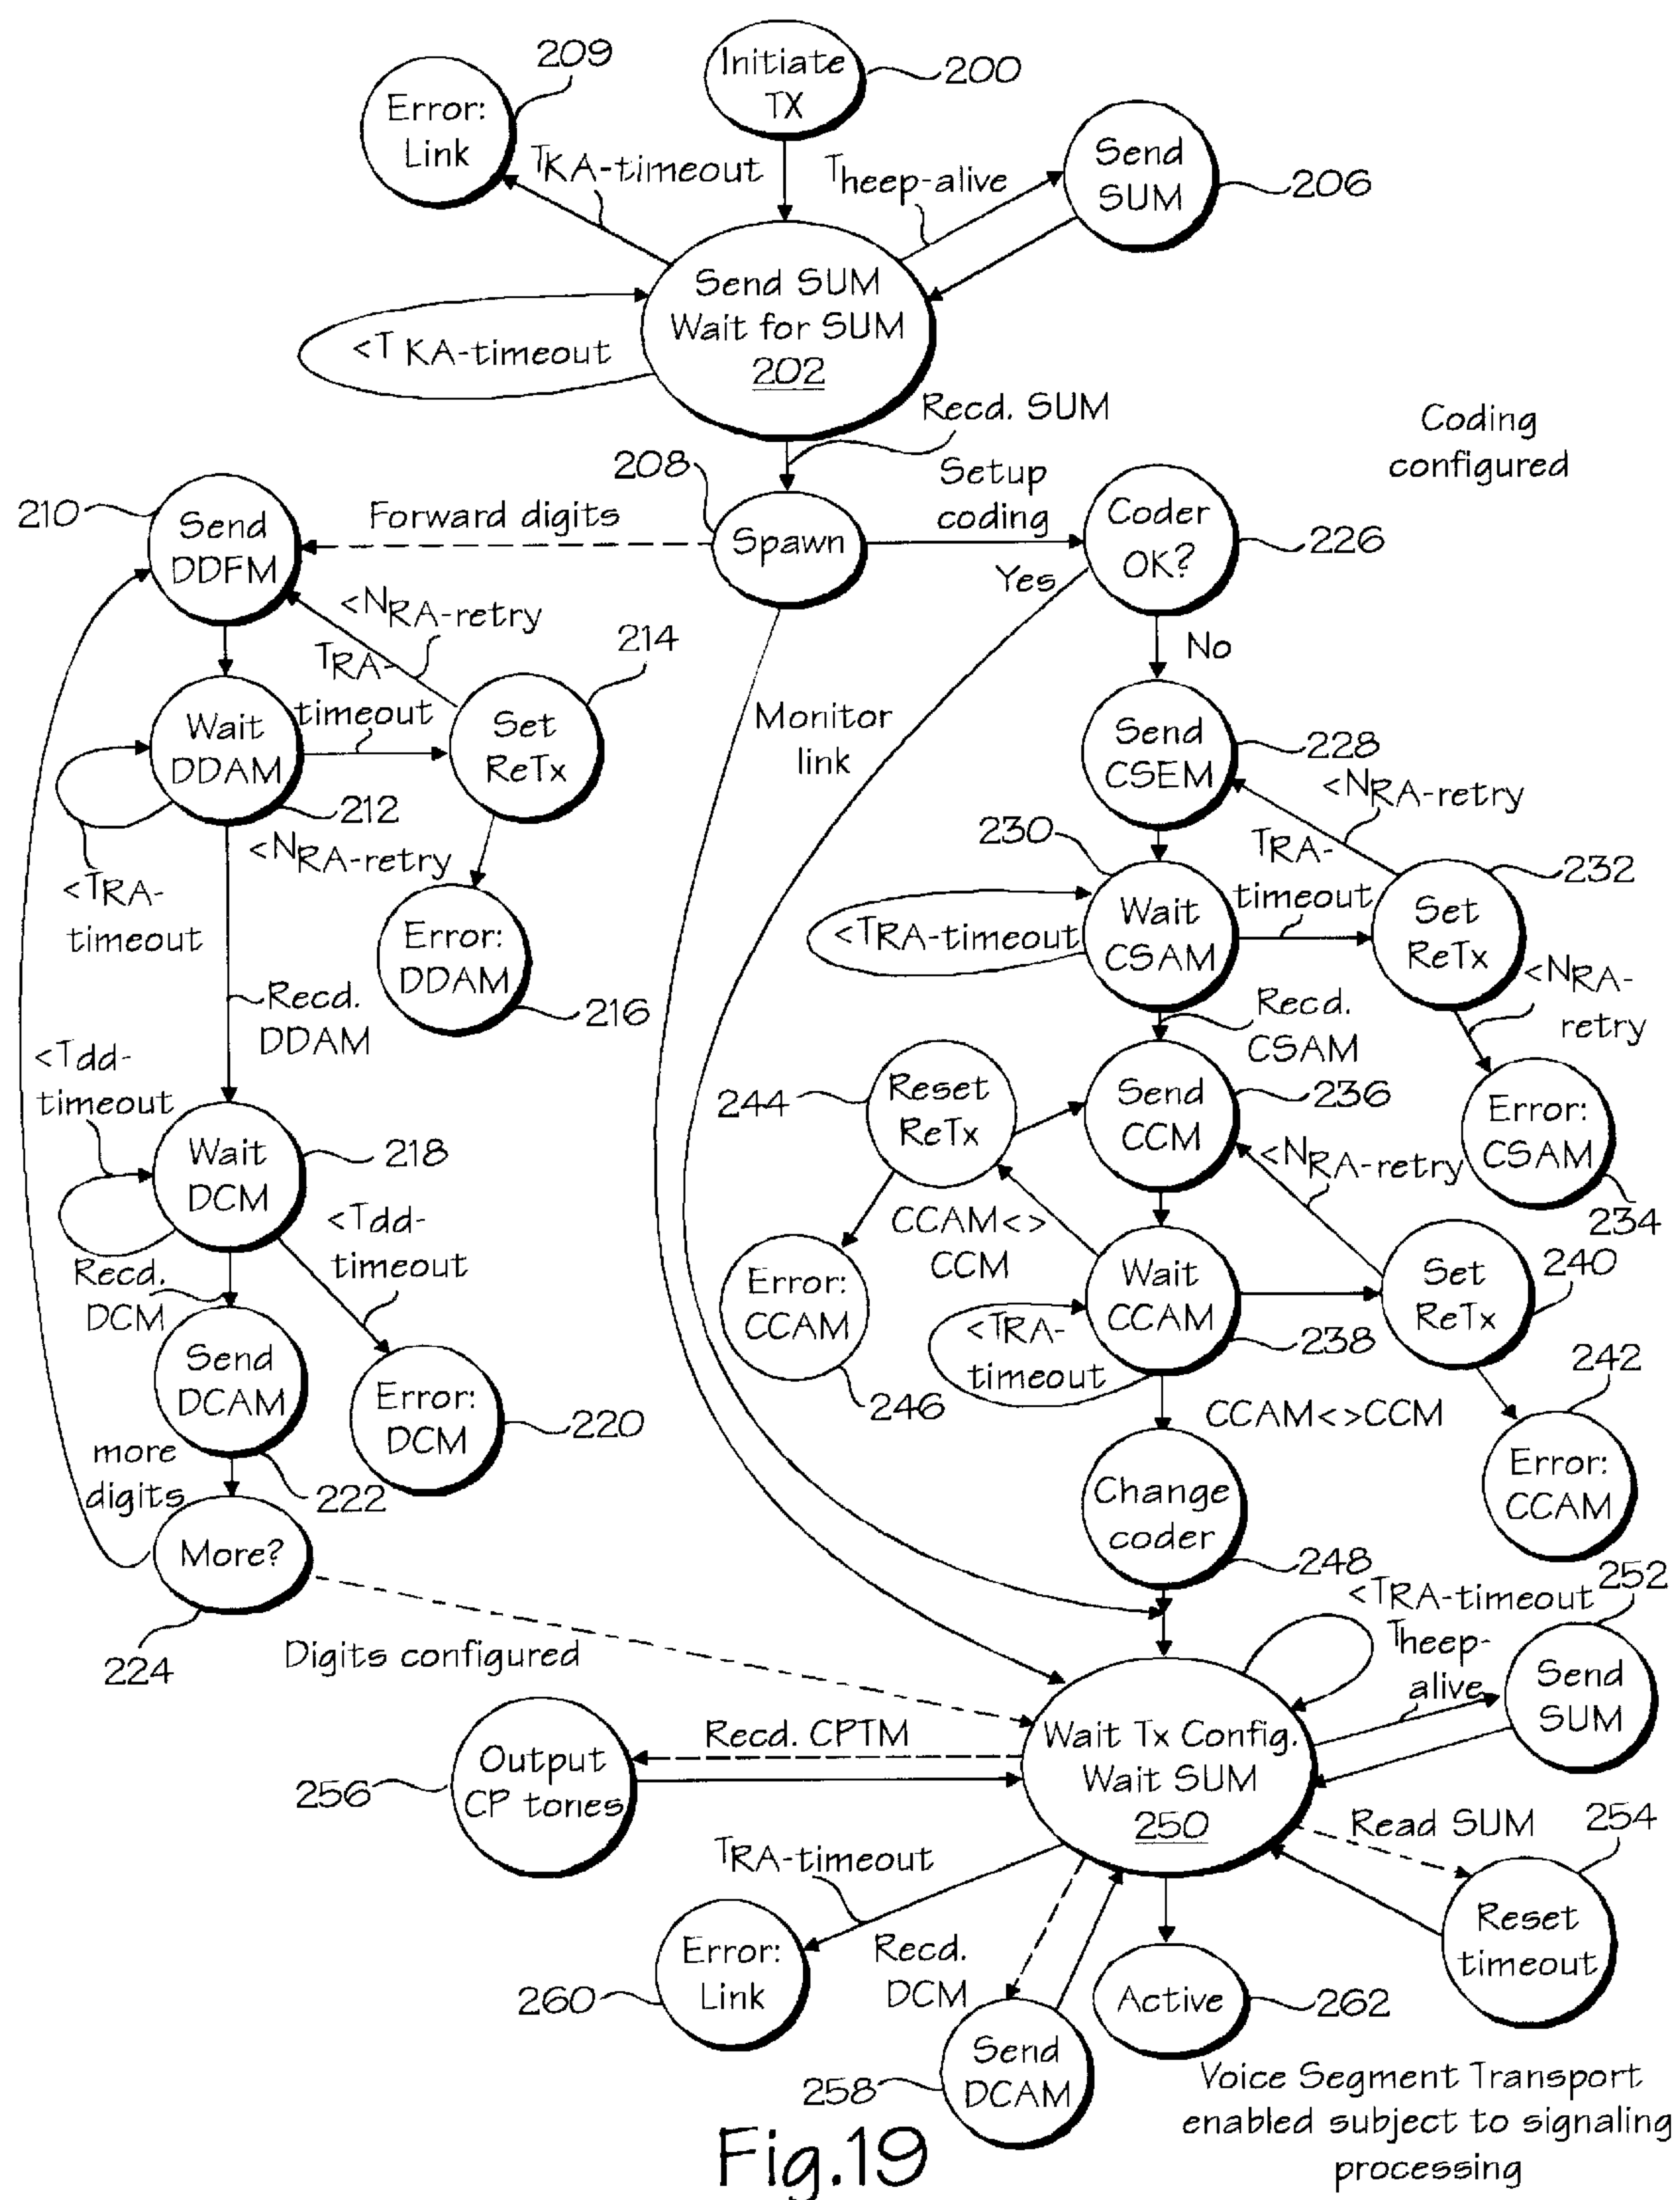 209
Error:
Link
Initiate
TX
200
TKA-timeout
Theep-alive
Send
SUM
206
Send SUM
Wait for SUM
202
<T KA-timeout
Recd. SUM
Coding
configured
208
Setup
coding
210
Send
DDFM
Forward digits
Spawn
Coder
OK?
226
Yes
<NRA-retry
214
No
TRA-
timeout
Wait
DDAM
Set
ReTx
Monitor
link
Send
CSEM
228
212
<NRA-retry
<NRA-retry
230
TRA-
timeout
232
<TRA-
timeout
Error:
DDAM
<TRA-timeout
Wait
CSAM
Set
ReTx
216
Recd.
DDAM
Recd.
CSAM
<NRA-
retry
<Tdd-
timeout
244
Reset
ReTx
Send
CCM
236
Error:
CSAM
234
Wait
DCM
218
<NRA-retry
<Tdd-
timeout
CCAM<>
CCM
Recd.
DCM
Error:
CCAM
Wait
CCAM
Set
ReTx
240
<TRA-
timeout
238
242
Send
DCAM
Error:
DCM
220
246
CCAM<>CCM
more
digits
222
Change
coder
Error:
CCAM
More?
248
252
<TRA-timeout
224
Digits configured
Theep-
alive
Send
SUM
Recd. CPTM
Wait Tx Config.
Wait SUM
250
256
Output
CP tones
Read SUM
254
TRA-timeout
Reset
timeout
Error:
Link
Recd.
DCM
260
Active
262
Send
DCAM
258
Voice Segment Transport
enabled subject to signaling
processing
Fig.19